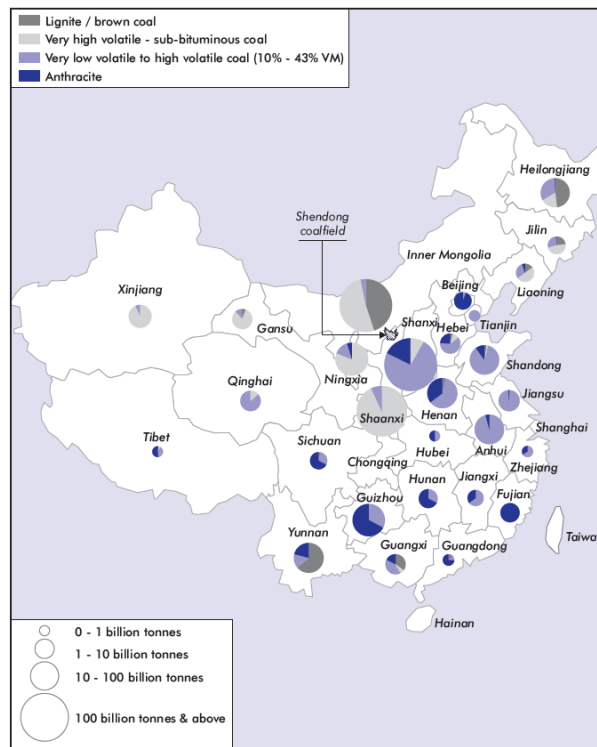 Lignite / brown coal
Very high volatile - sub-bituminous coal
Very low volatile to high volatile coal (10% - 43% VM)
Anthracite
Heilongjiang
Shendong
coalfield
Jilin
Inner Mongolia
Xinjiang
Beijing
Liaoning
Gansu
Shanxi
Hebei
Tianjin
Ningxia
Shandong
Qinghai
Jiangsu
Shaanxi
Henan
Shanghai
Tibet
Sichuan
Hubei
Anhui
Chongqing
Zhejiang
Hunan
Jiangxi
Guizhou
Fujian
Yunnan
Taiwa
Guangxi
Guangdong
Hainan
0 - 1 billion tonnes
1 - 10 billion tonnes
10 - 100 billion tonnes
100 billion tonnes & above